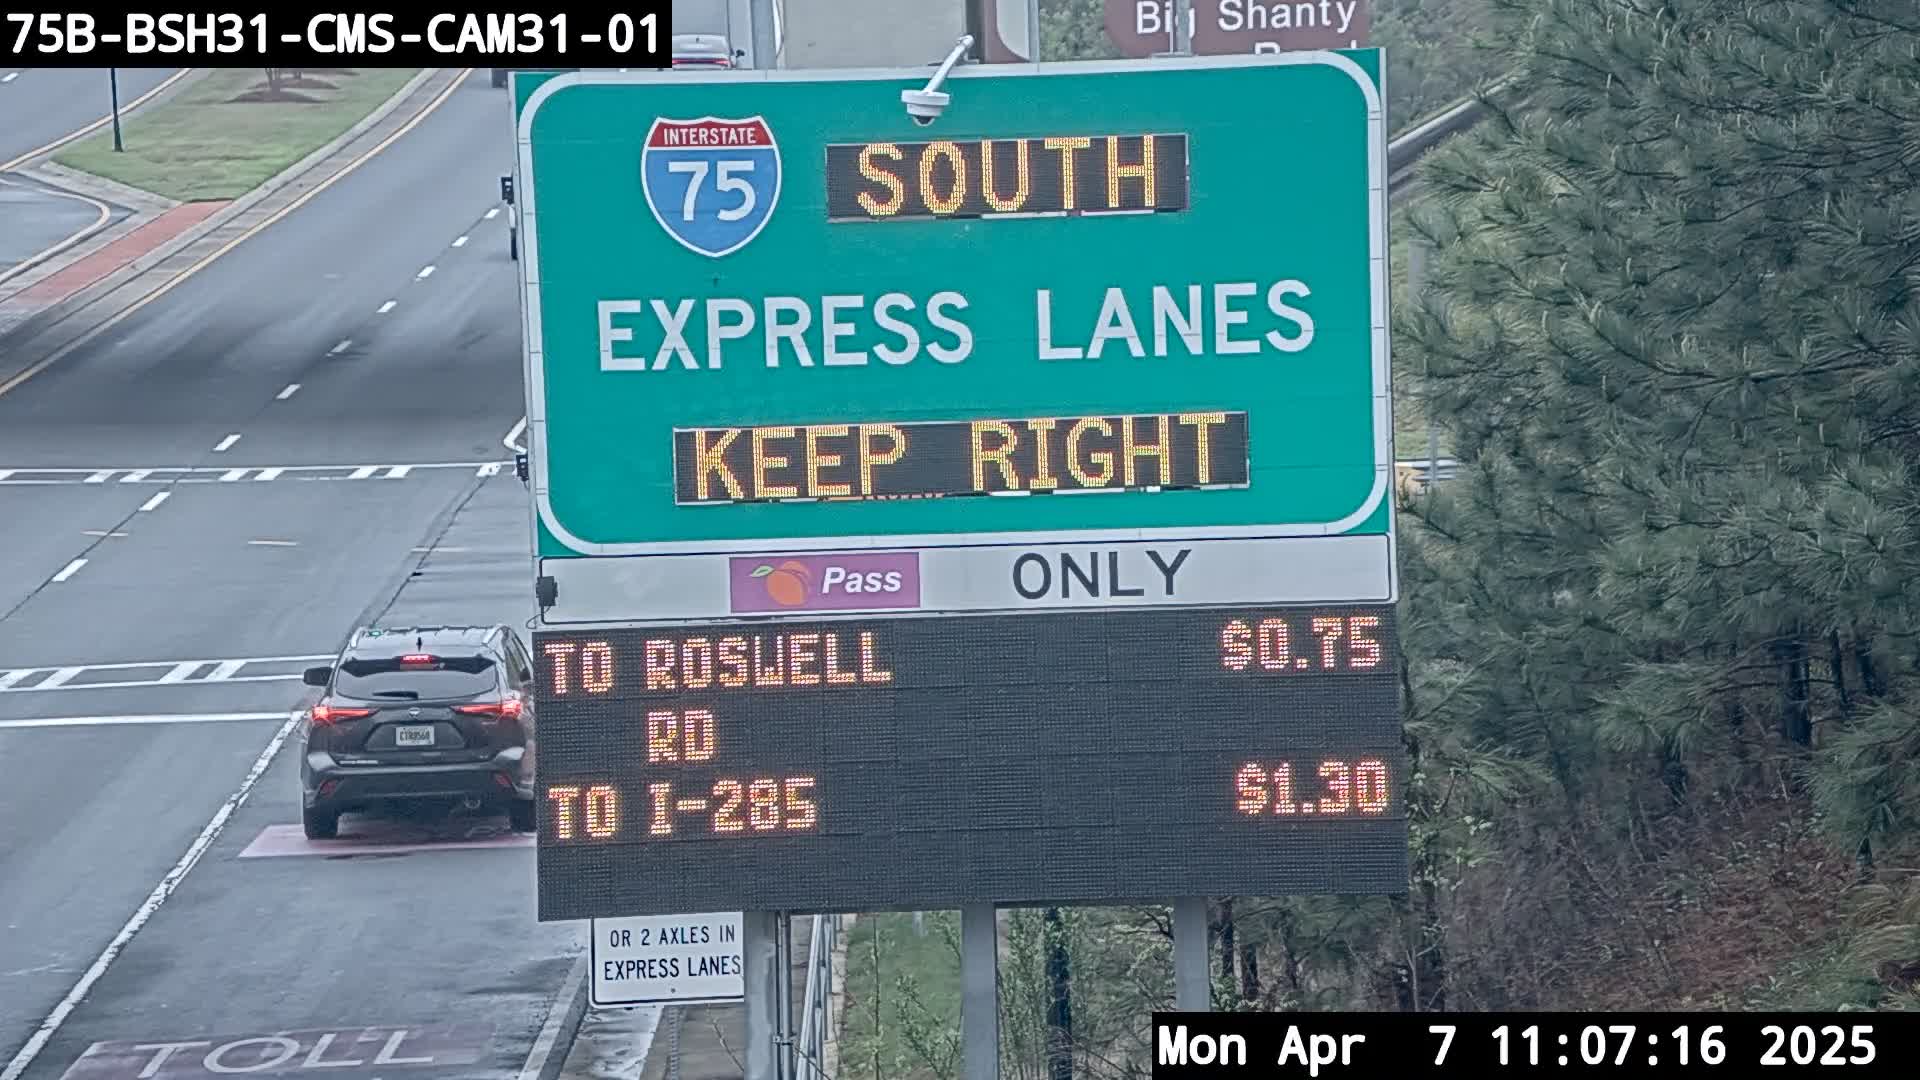 75B-BSH31-CMS-CAM31-01
Big Shanty
Road
INTERSTATE
75
SOUTH
EXPRESS LANES
KEEP RIGHT
Pass ONLY
TO ROSWELL $0.75
RD
TO I-285 $1.30
OR 2 AXLES IN
EXPRESS LANES
TOLL
Mon Apr 7 11:07:16 2025